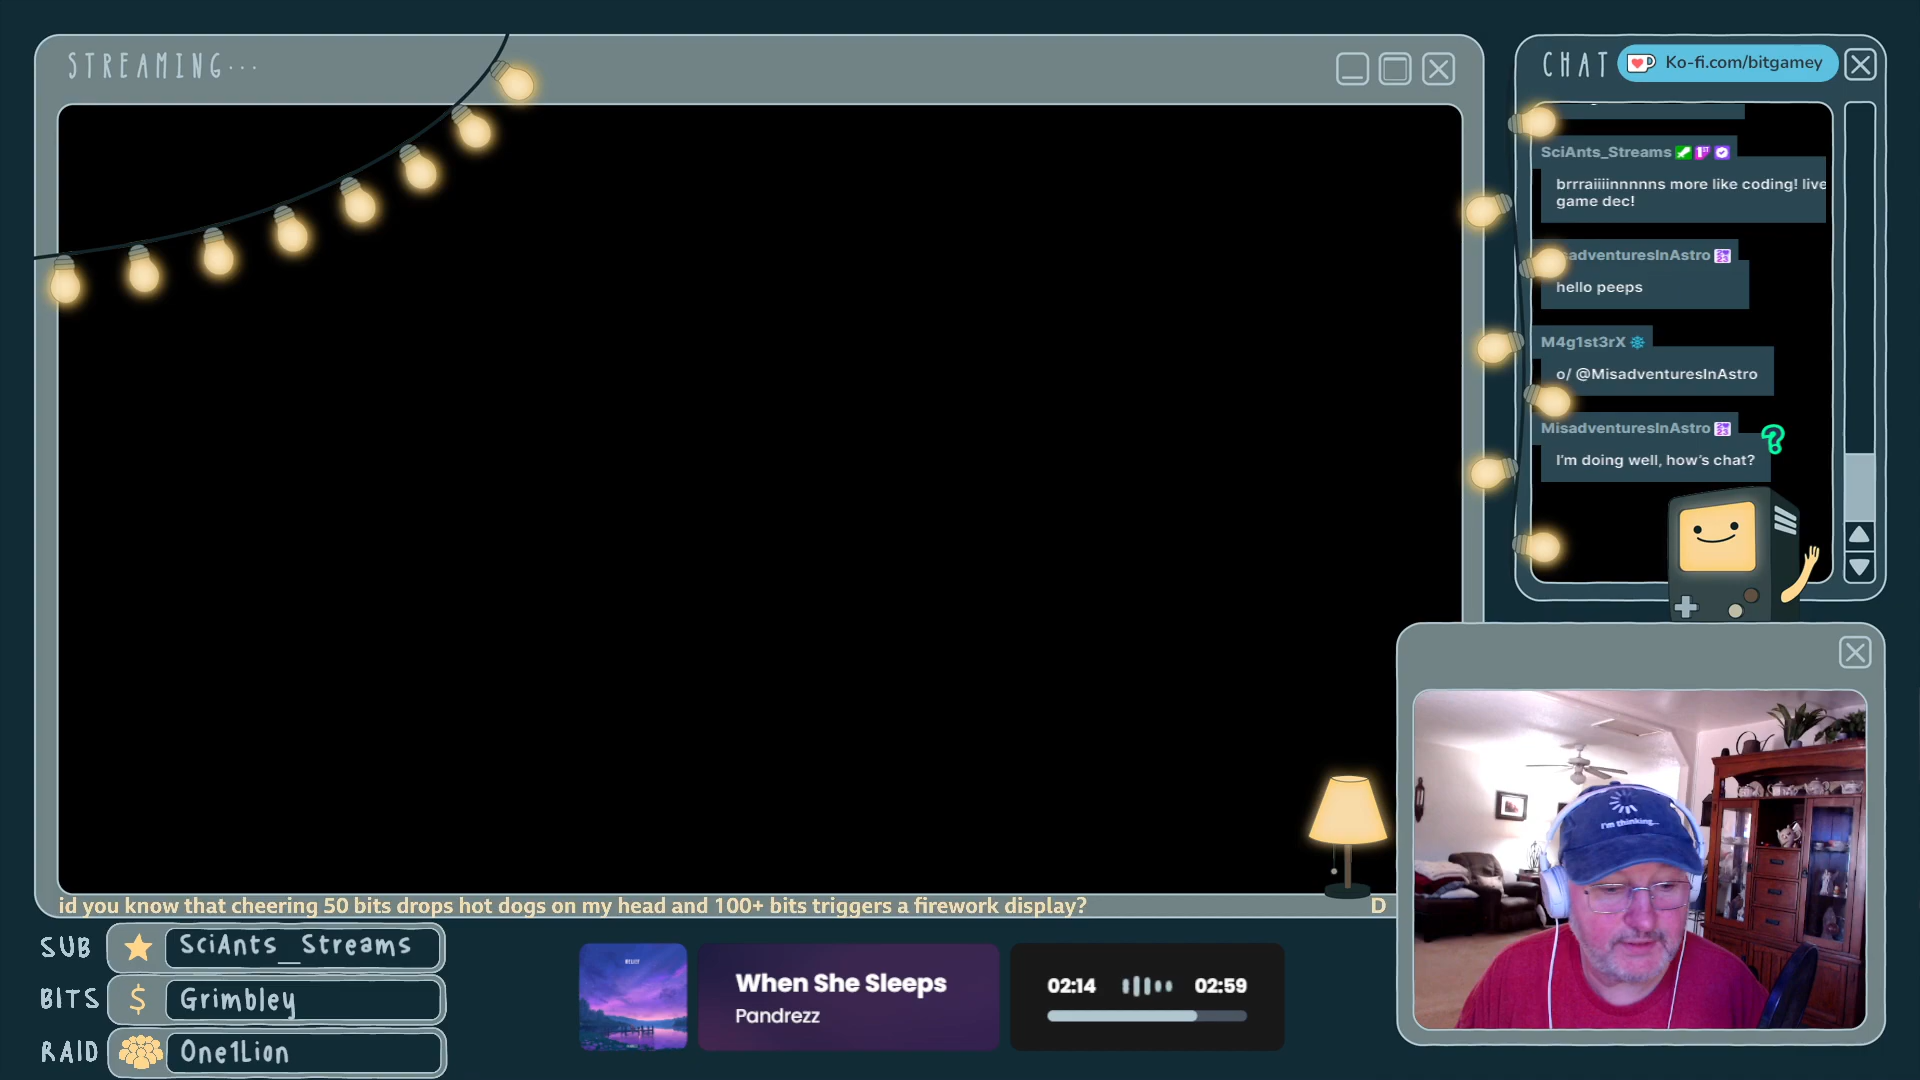 STREAMING...
CHAT
Ko-fi.com/bitgamey
SciAnts_Streams
brrraiiiinnnnns more like coding! live
game dec!
sadventuresInAstro
hello peeps
M4g1st3rX
o/ @MisadventuresInAstro
MisadventuresInAstro
I'm doing well, how's chat?
?
I'm thinking...
id you know that cheering 50 bits drops hot dogs on my head and 100+ bits triggers a firework display?
D
SUB
SciAnts_Streams
BITS
$
Grimbley
RAID
One1Lion
When She Sleeps
Pandrezz
02:14
02:59